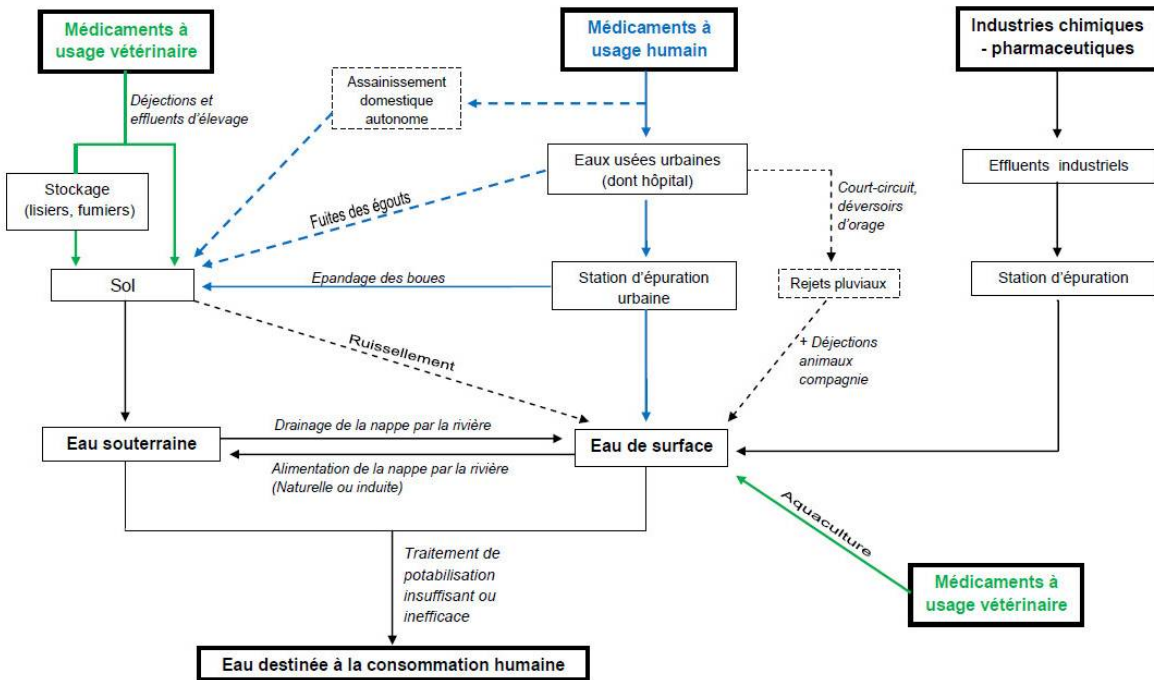 Médicaments à
usage vétérinaire
Médicaments à
usage humain
Industries chimiques
- pharmaceutiques
Déjections et
effluents d'élevage
Assainissement
domestique
autonome
Eaux usées urbaines
(dont hôpital)
Effluents industriels
Stockage
(lisiers, fumiers)
Fuites des égouts
Court-circuit,
déversoirs
d'orage
Sol
Epandage des boues
Station d'épuration
urbaine
Rejets pluviaux
Station d'épuration
Ruissellement
+ Déjections
animaux
compagnie
Eau souterraine
Drainage de la nappe par la rivière
Eau de surface
Alimentation de la nappe par la rivière
(Naturelle ou induite)
Aquaculture
Traitement de
potabilisation
insuffisant ou
inefficace
Médicaments à
usage vétérinaire
Eau destinée à la consommation humaine